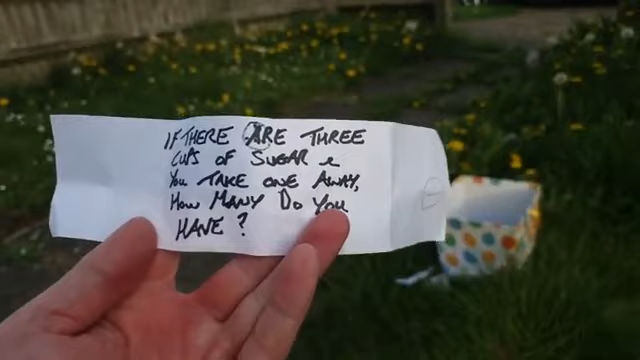 IF THERE ARE THREE
CUPS OF SUGAR &
YOU TAKE ONE AWAY,
HOW MANY DO YOU
HAVE?